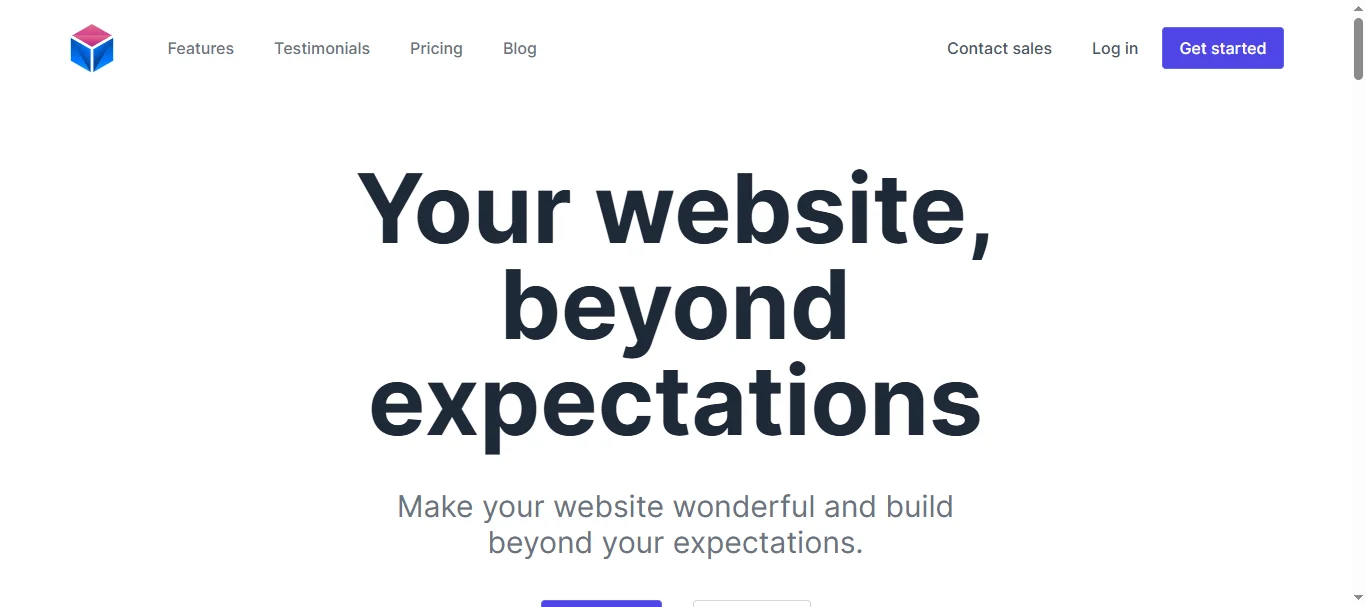 Features Testimonials Pricing Blog Contact sales Log in Get started
Your website,
beyond
expectations
Make your website wonderful and build
beyond your expectations.